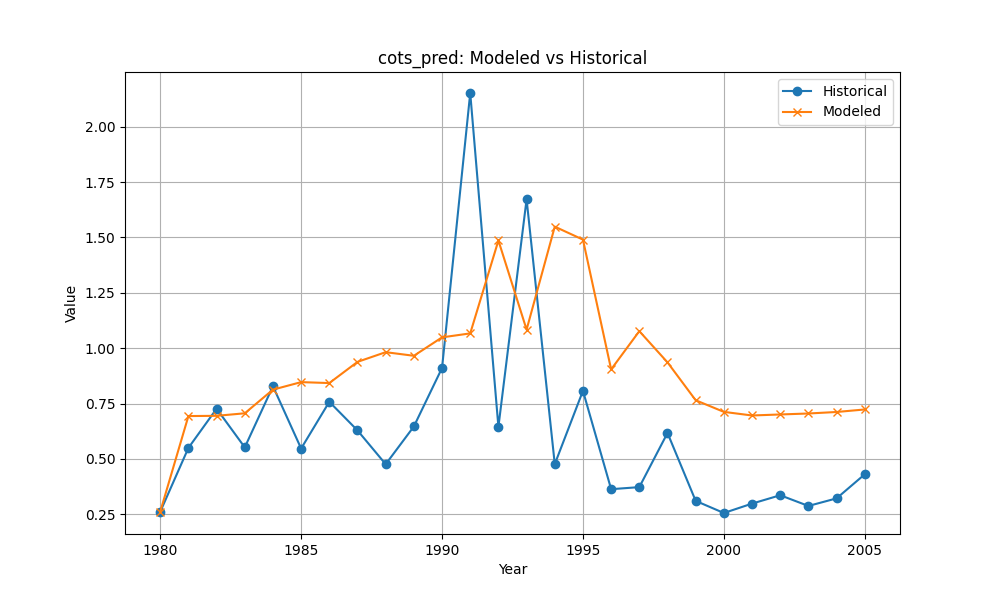 cots_pred: Modeled vs Historical
Historical
Modeled
Value
2.00
1.75
1.50
1.25
1.00
0.75
0.50
0.25
1980 1985 1990 1995 2000 2005
Year